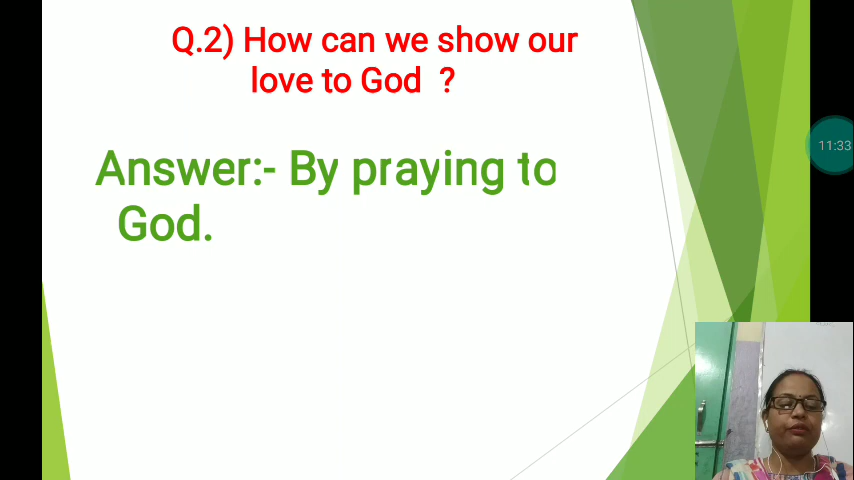 Q.2) How can we show our
love to God ?
11:33
Answer:- By praying to
God.